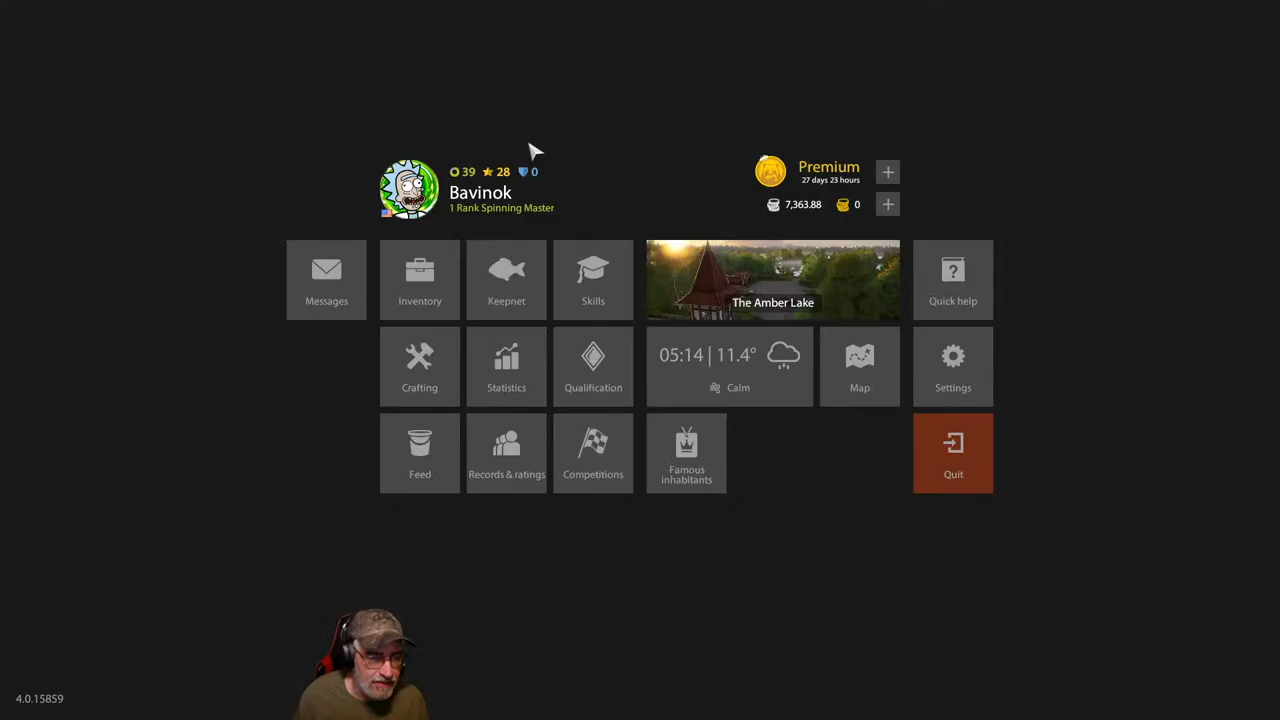 39 28 0
Bavinok
1 Rank Spinning Master
Premium
27 days 23 hours
7,363.88 0
Messages
Inventory
Keepnet
Skills
The Amber Lake
Quick help
Crafting
Statistics
Qualification
05:14 | 11.4°
Calm
Map
Settings
Feed
Records & ratings
Competitions
Famous
inhabitants
Quit
4.0.15859